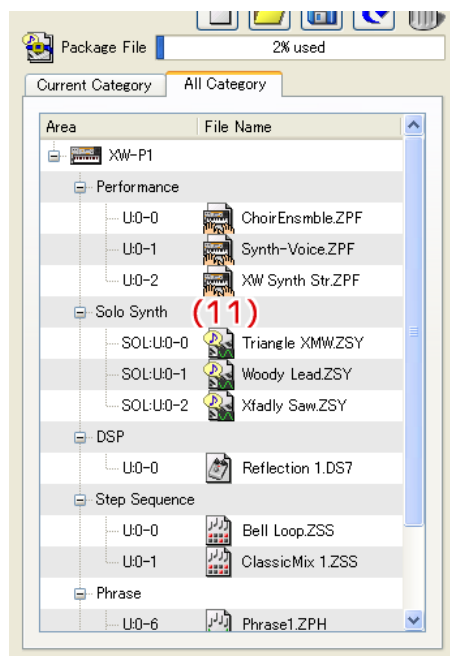 Package File 2% used
Current Category All Category
Area File Name
XW-P1
Performance
U:0-0 ChoirEnsmble.ZPF
U:0-1 Synth-Voice.ZPF
U:0-2 XW Synth Str.ZPF
Solo Synth (11)
SOL:U:0-0 Triangle XMW.ZSY
SOL:U:0-1 Woody Lead.ZSY
SOL:U:0-2 Xfadly Saw.ZSY
DSP
U:0-0 Reflection 1.DS7
Step Sequence
U:0-0 Bell Loop.ZSS
U:0-1 ClassicMix 1.ZSS
Phrase
U:0-6 Phrase1.ZPH